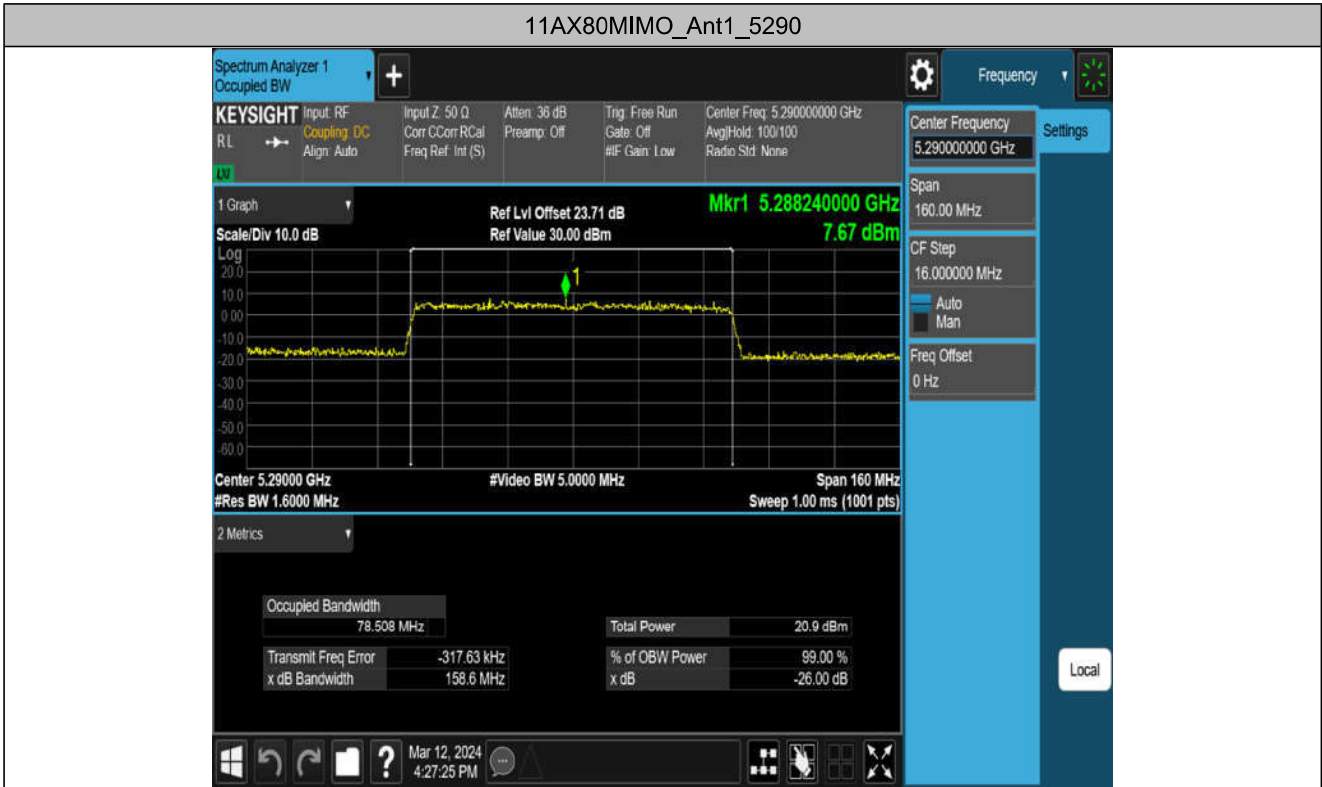 11AX80MIMO_Ant1_5290
Spectrum Analyzer 1
Occupied BW
+
Frequency
KEYSIGHT
RL
Input: RF
Coupling: DC
Align: Auto
Input Z: 50 Ω
Corr CCorr RCal
Freq Ref: Int (S)
Atten: 36 dB
Preamp: Off
Trig: Free Run
Gate: Off
#IF Gain: Low
Center Freq: 5.290000000 GHz
Avg|Hold: 100/100
Radio Std: None
Center Frequency
5.290000000 GHz
Settings
Span
160.00 MHz
CF Step
16.000000 MHz
Auto
Man
Freq Offset
0 Hz
Local
1 Graph
Scale/Div 10.0 dB
Ref Lvl Offset 23.71 dB
Ref Value 30.00 dBm
Mkr1 5.288240000 GHz
7.67 dBm
Log
20.0
10.0
0.00
-10.0
-20.0
-30.0
-40.0
-50.0
-60.0
1
Center 5.29000 GHz
#Res BW 1.6000 MHz
#Video BW 5.0000 MHz
Span 160 MHz
Sweep 1.00 ms (1001 pts)
2 Metrics
Occupied Bandwidth
78.508 MHz
Transmit Freq Error -317.63 kHz
x dB Bandwidth 158.6 MHz
Total Power 20.9 dBm
% of OBW Power 99.00 %
x dB -26.00 dB
?
Mar 12, 2024
4:27:25 PM